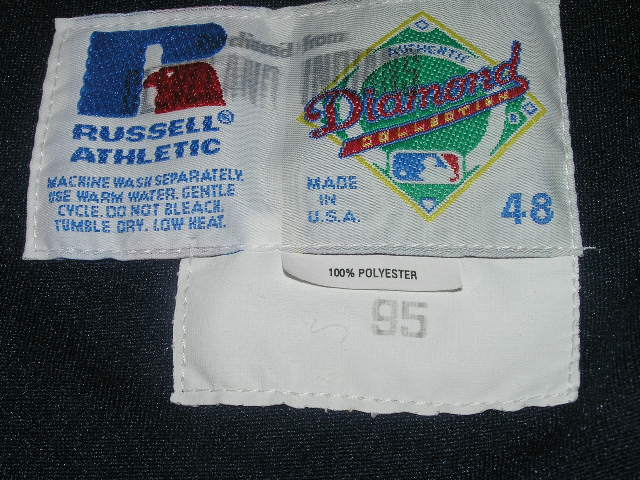 RUSSELL®
ATHLETIC
MACHINE WASH SEPARATELY.
USE WARM WATER. GENTLE
CYCLE. DO NOT BLEACH.
TUMBLE DRY. LOW HEAT.
AUTHENTIC
Diamond
COLLECTION
MADE
IN
U.S.A.
48
100% POLYESTER
95